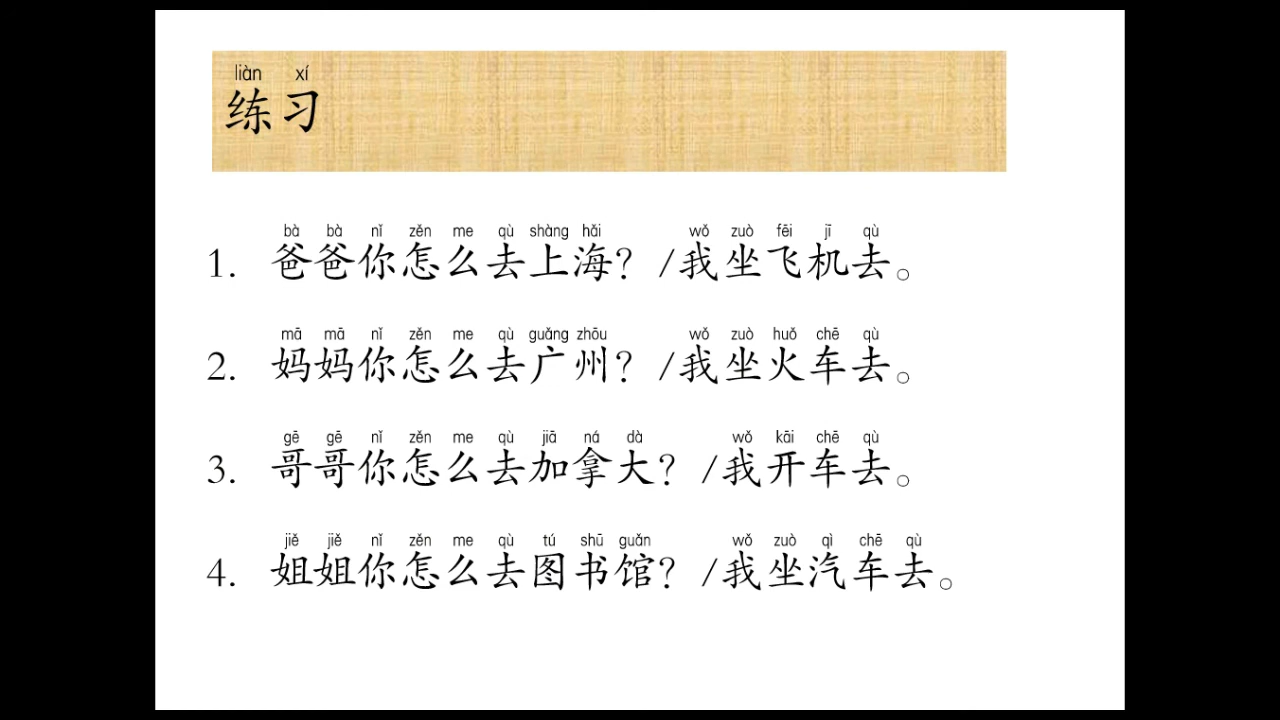 liàn xí
练习
bà bà nǐ zěn me qù shàng hǎi wǒ zuò fēi jī qù
1. 爸爸你怎么去上海？/我坐飞机去。
mā mā nǐ zěn me qù guǎng zhōu wǒ zuò huǒ chē qù
2. 妈妈你怎么去广州？/我坐火车去。
gē gē nǐ zěn me qù jiā ná dà wǒ kāi chē qù
3. 哥哥你怎么去加拿大？/我开车去。
jiě jiě nǐ zěn me qù tú shū guǎn wǒ zuò qì chē qù
4. 姐姐你怎么去图书馆？/我坐汽车去。